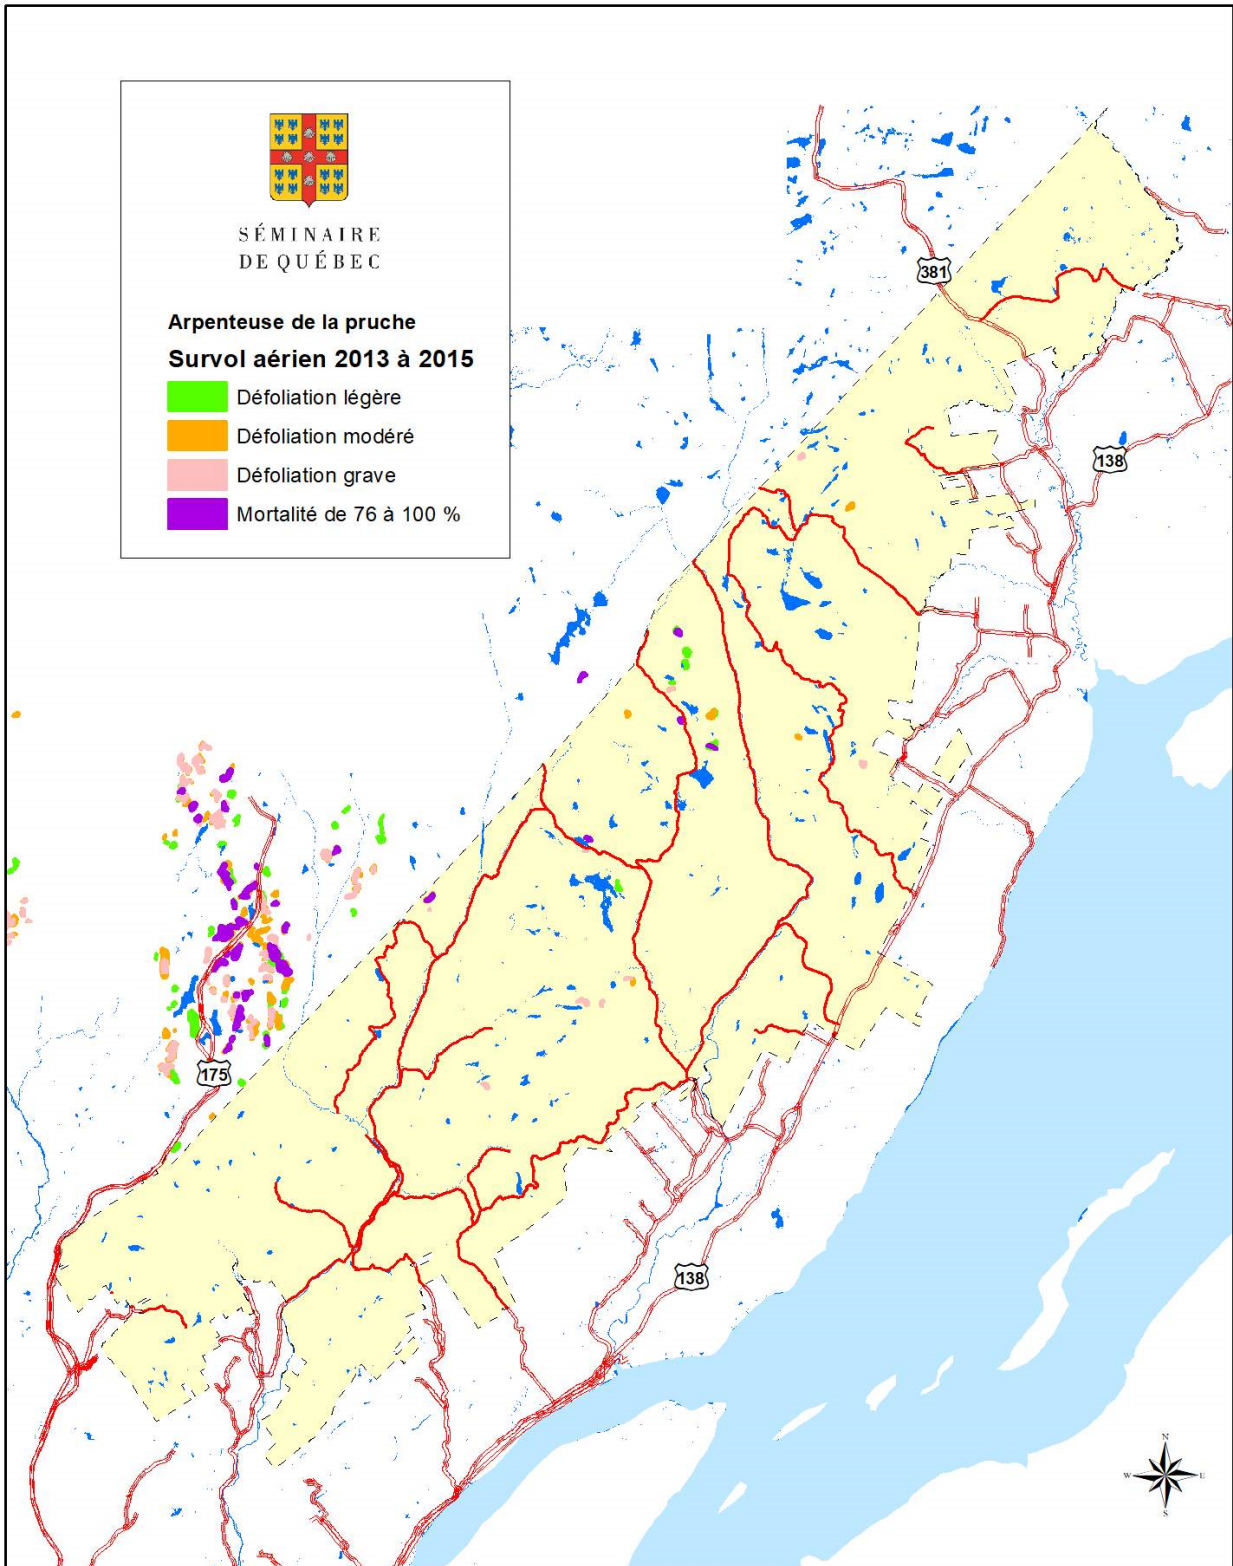 SÉMINAIRE
DE QUÉBEC
Arpenteuse de la pruche
Survol aérien 2013 à 2015
Défoliation légère
Défoliation modéré
Défoliation grave
Mortalité de 76 à 100 %
381
138
175
138
N
W E
S